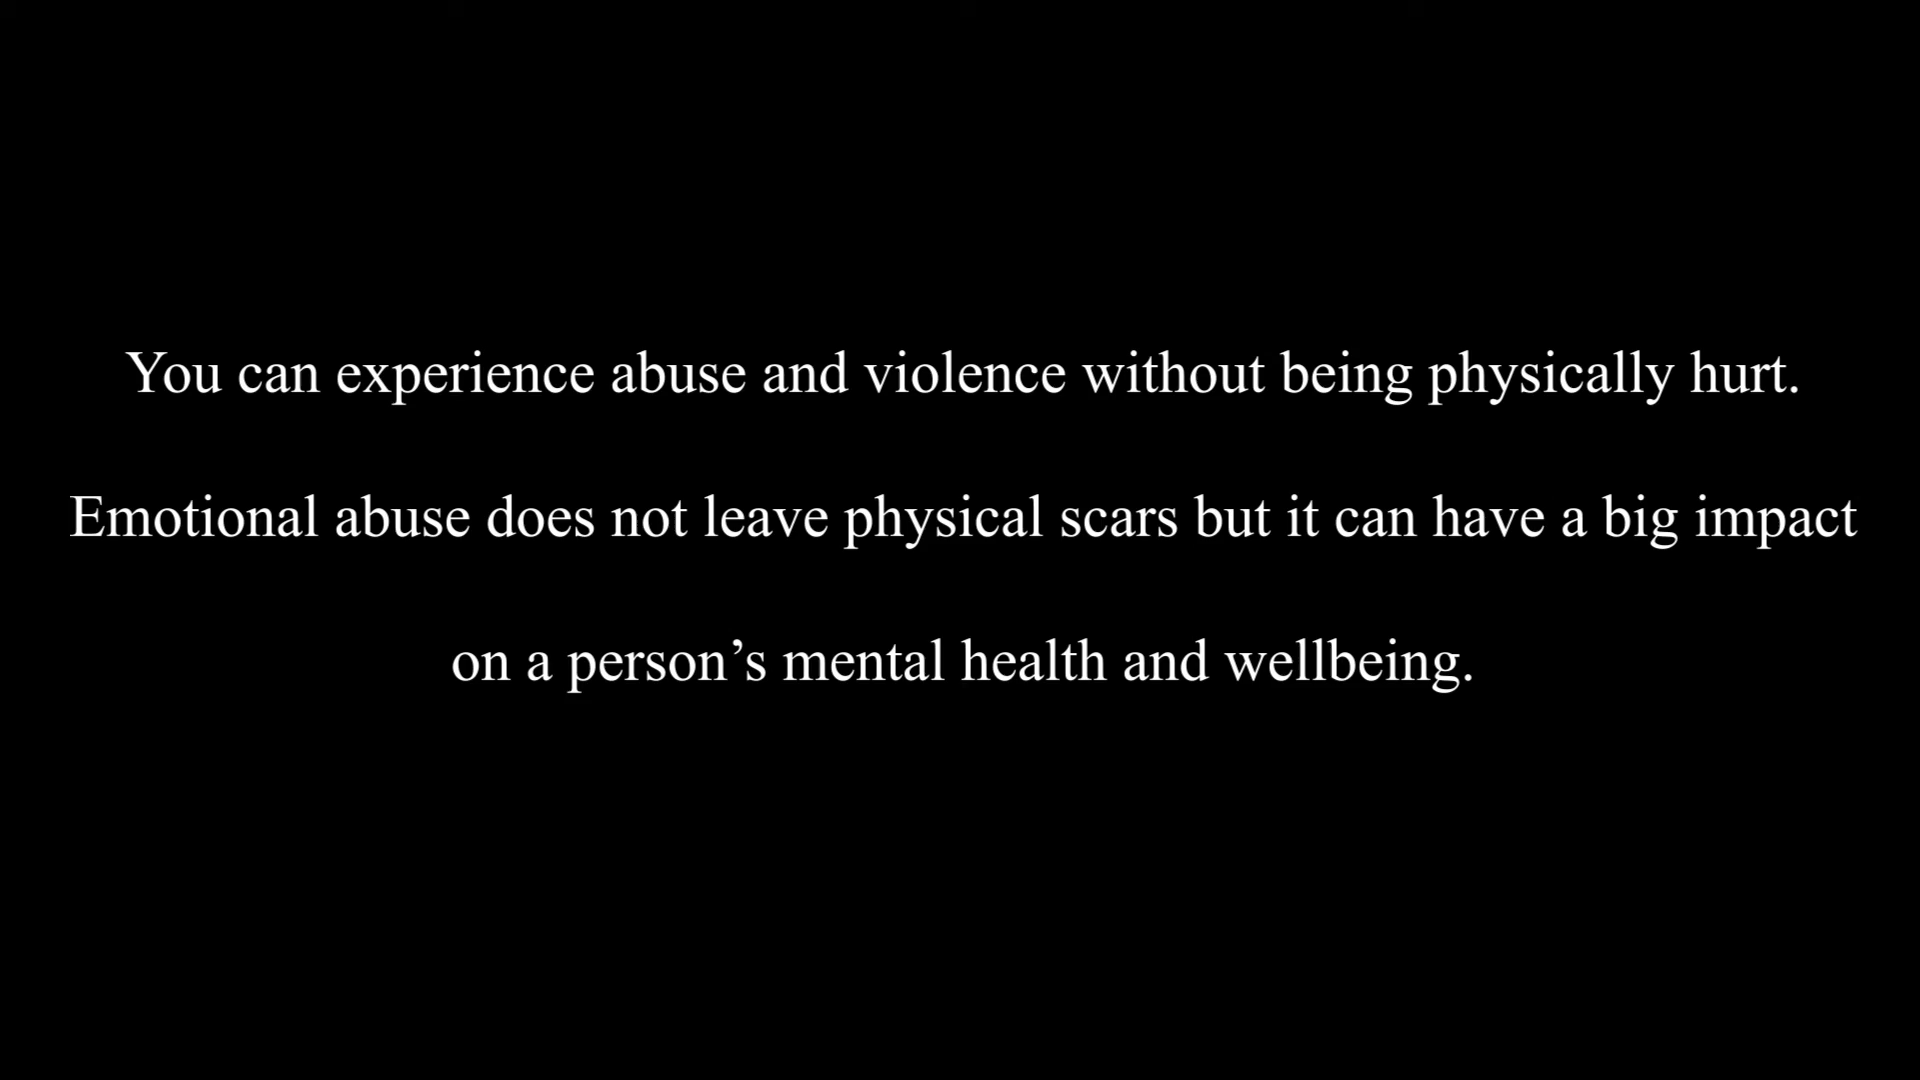 You can experience abuse and violence without being physically hurt.
Emotional abuse does not leave physical scars but it can have a big impact
on a person’s mental health and wellbeing.